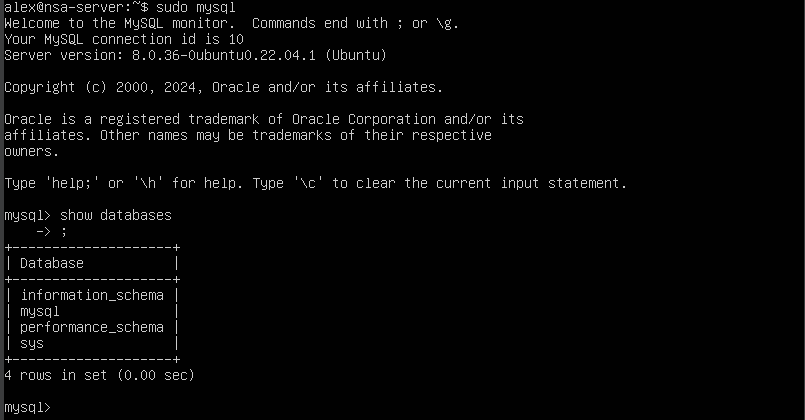 alex@nsa-server:~$ sudo mysql
Welcome to the MySQL monitor.  Commands end with ; or \g.
Your MySQL connection id is 10
Server version: 8.0.36-0ubuntu0.22.04.1 (Ubuntu)
Copyright (c) 2000, 2024, Oracle and/or its affiliates.
Oracle is a registered trademark of Oracle Corporation and/or its
affiliates. Other names may be trademarks of their respective
owners.
Type 'help;' or '\h' for help. Type '\c' to clear the current input statement.
mysql> show databases
    -> ;
+--------------------+
| Database           |
+--------------------+
| information_schema |
| mysql              |
| performance_schema |
| sys                |
+--------------------+
4 rows in set (0.00 sec)
mysql>